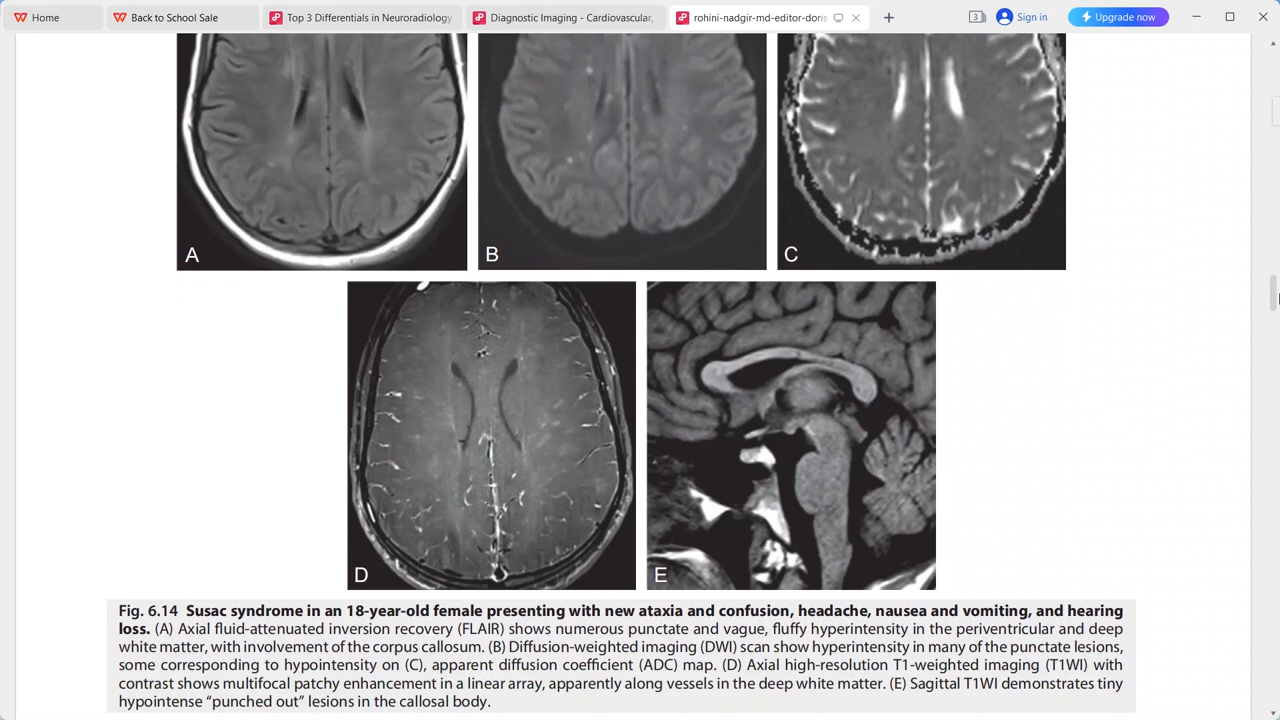 Home
Back to School Sale
Top 3 Differentials in Neuroradiology
Diagnostic Imaging - Cardiovascular,
rohini-nadgir-md-editor-doris
3
Sign in
Upgrade now
A
B
C
D
E
Fig. 6.14 Susac syndrome in an 18-year-old female presenting with new ataxia and confusion, headache, nausea and vomiting, and hearing
loss. (A) Axial fluid-attenuated inversion recovery (FLAIR) shows numerous punctate and vague, fluffy hyperintensity in the periventricular and deep
white matter, with involvement of the corpus callosum. (B) Diffusion-weighted imaging (DWI) scan show hyperintensity in many of the punctate lesions,
some corresponding to hypointensity on (C), apparent diffusion coefficient (ADC) map. (D) Axial high-resolution T1-weighted imaging (T1WI) with
contrast shows multifocal patchy enhancement in a linear array, apparently along vessels in the deep white matter. (E) Sagittal T1WI demonstrates tiny
hypointense “punched out” lesions in the callosal body.